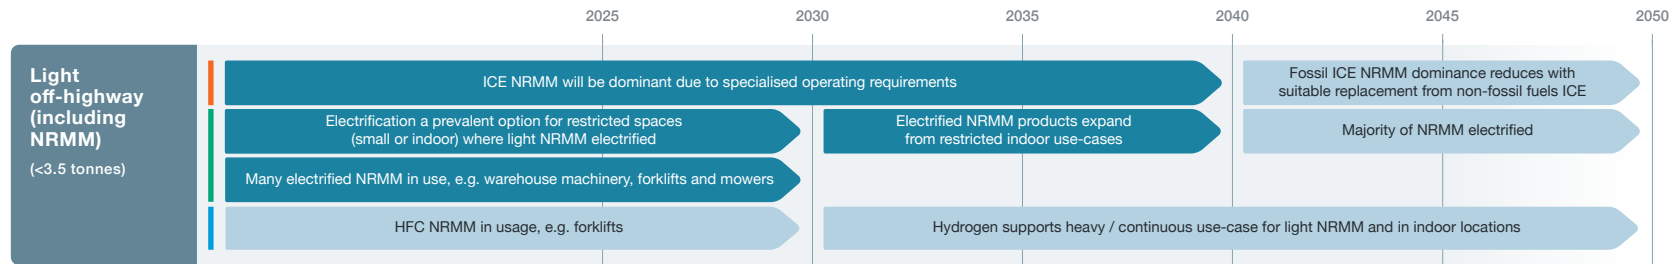 2025 2030 2035 2040 2045 2050
Light
off-highway
(including
NRMM)
(<3.5 tonnes)
ICE NRMM will be dominant due to specialised operating requirements
Fossil ICE NRMM dominance reduces with
suitable replacement from non-fossil fuels ICE
Electrification a prevalent option for restricted spaces
(small or indoor) where light NRMM electrified
Electrified NRMM products expand
from restricted indoor use-cases
Majority of NRMM electrified
Many electrified NRMM in use, e.g. warehouse machinery, forklifts and mowers
HFC NRMM in usage, e.g. forklifts
Hydrogen supports heavy / continuous use-case for light NRMM and in indoor locations